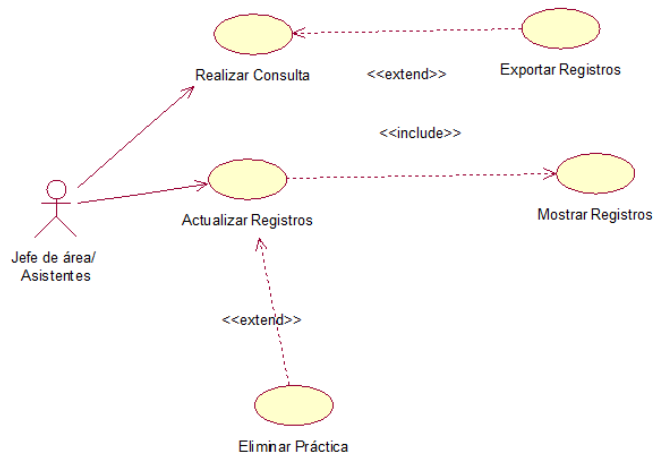 Realizar Consulta
<<extend>>
Exportar Registros
<<include>>
Actualizar Registros
Mostrar Registros
Jefe de área/
Asistentes
<<extend>>
Eliminar Práctica